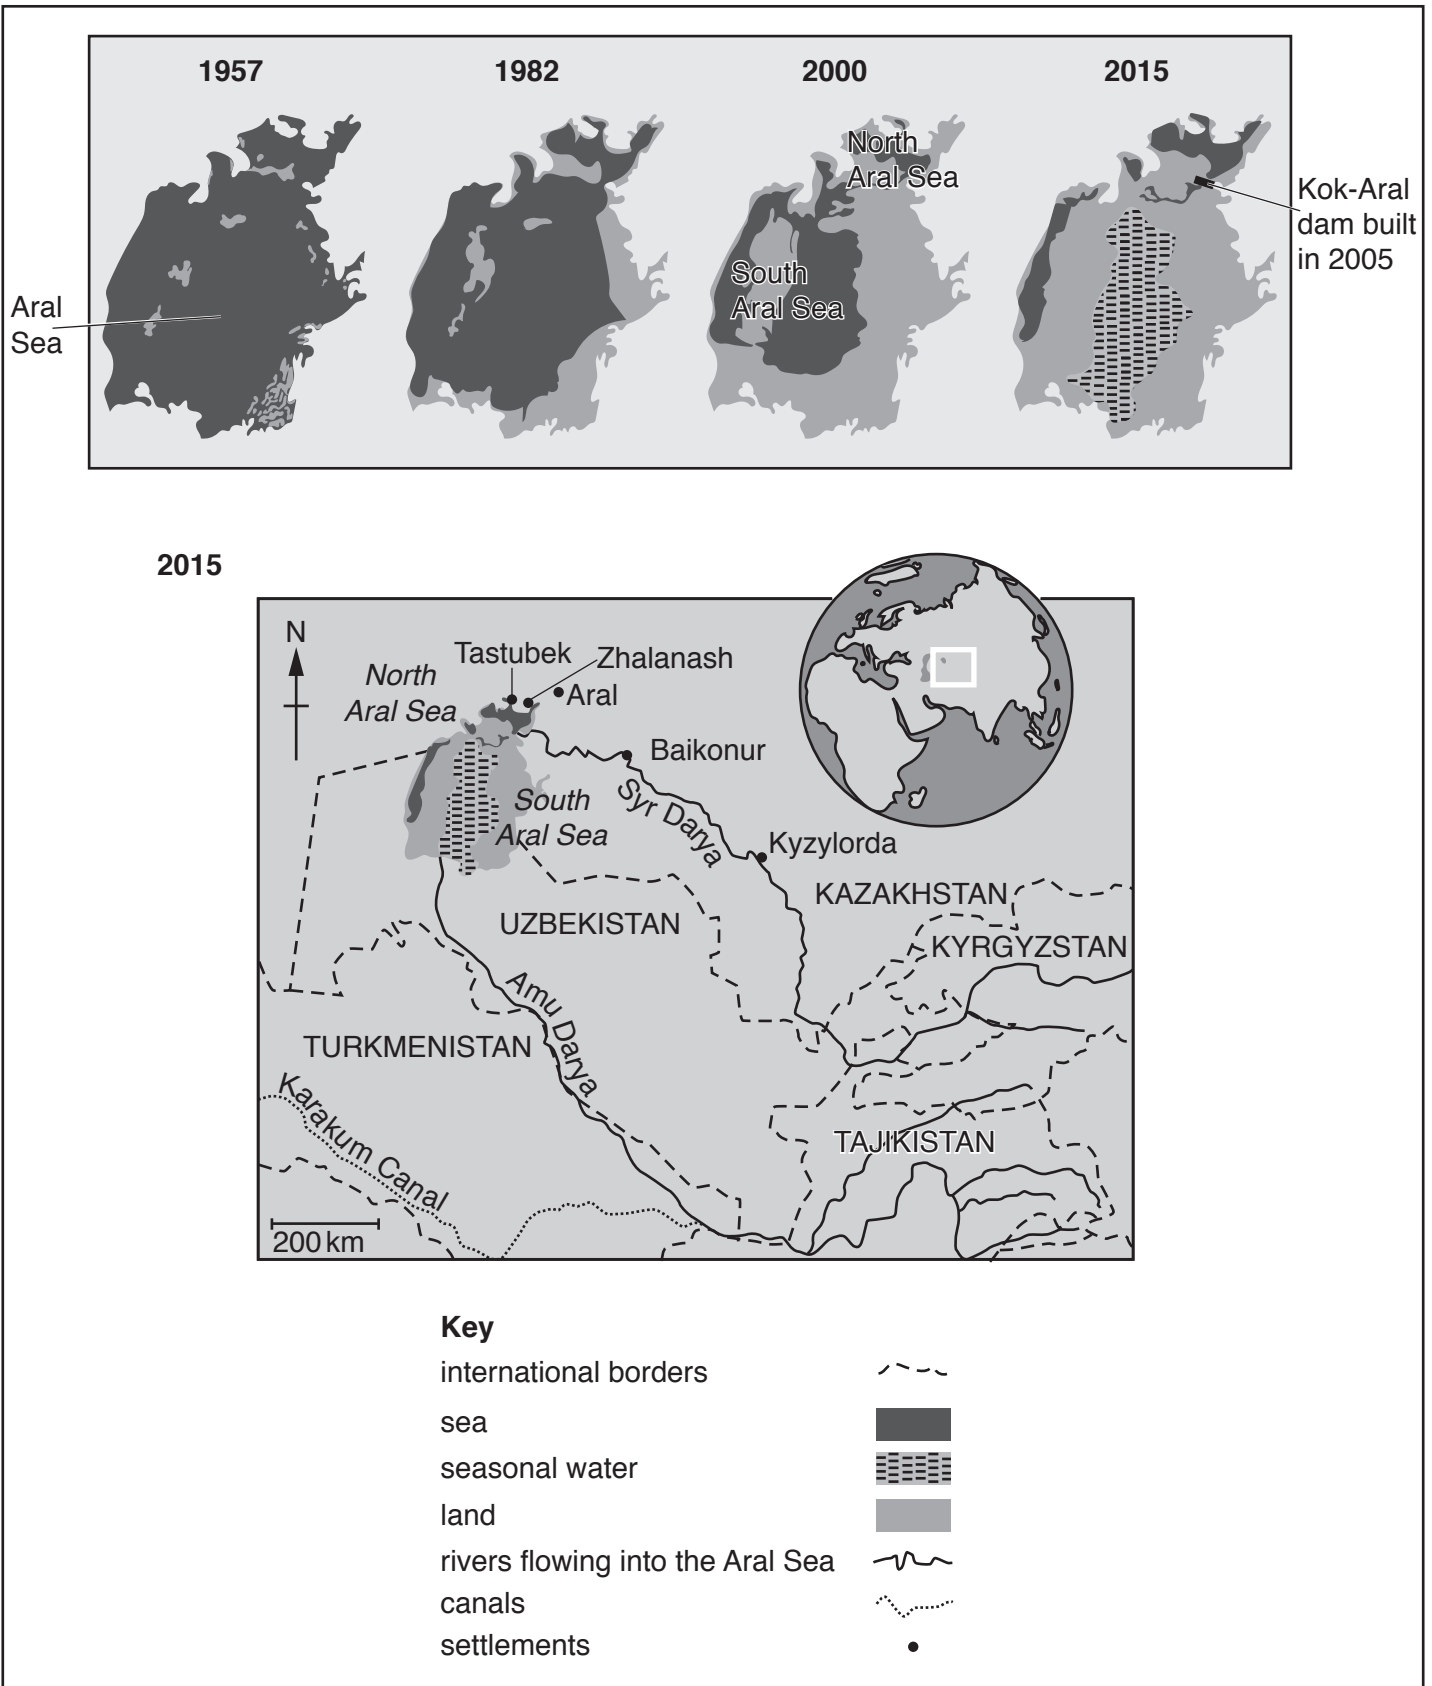 1957
1982
2000
2015
North
Aral Sea
Kok-Aral
dam built
in 2005
South
Aral Sea
Aral
Sea
2015
N
Tastubek
Zhalanash
North
Aral Sea
Aral
Baikonur
South
Aral Sea
Syr Darya
Kyzylorda
KAZAKHSTAN
UZBEKISTAN
KYRGYZSTAN
Amu Darya
TURKMENISTAN
Karakum Canal
TAJIKISTAN
200 km
Key
international borders
sea
seasonal water
land
rivers flowing into the Aral Sea
canals
settlements